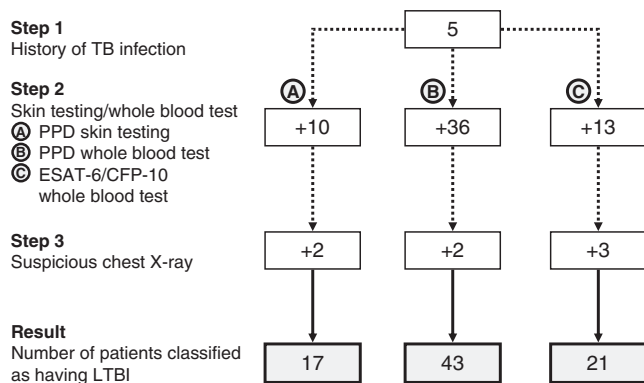 Step 1
History of TB infection
5
Step 2
Skin testing/whole blood test
A PPD skin testing
B PPD whole blood test
C ESAT-6/CFP-10
whole blood test
A B C
+10 +36 +13
Step 3
Suspicious chest X-ray
+2 +2 +3
Result
Number of patients classified
as having LTBI
17 43 21